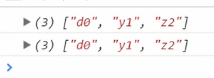 ▶ (3) ["d0", "y1", "z2"]
▶ (3) ["d0", "y1", "z2"]
>